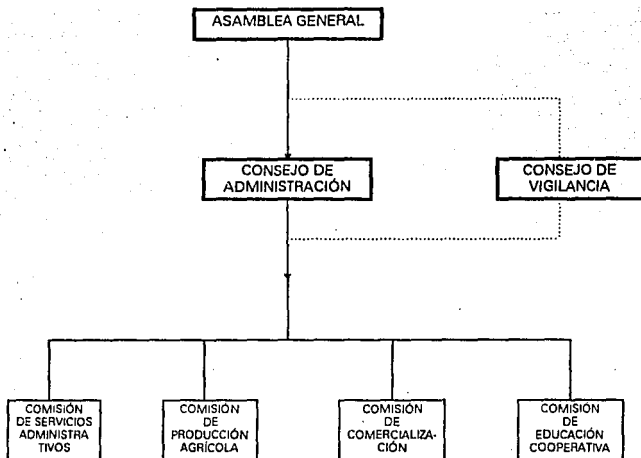 ASAMBLEA GENERAL
CONSEJO DE
ADMINISTRACIÓN
CONSEJO DE
VIGILANCIA
COMISIÓN
DE SERVICIOS
ADMINISTRA
TIVOS
COMISIÓN
DE
PRODUCCIÓN
AGRÍCOLA
COMISIÓN
DE
COMERCIALIZA-
CIÓN
COMISIÓN
DE
EDUCACIÓN
COOPERATIVA